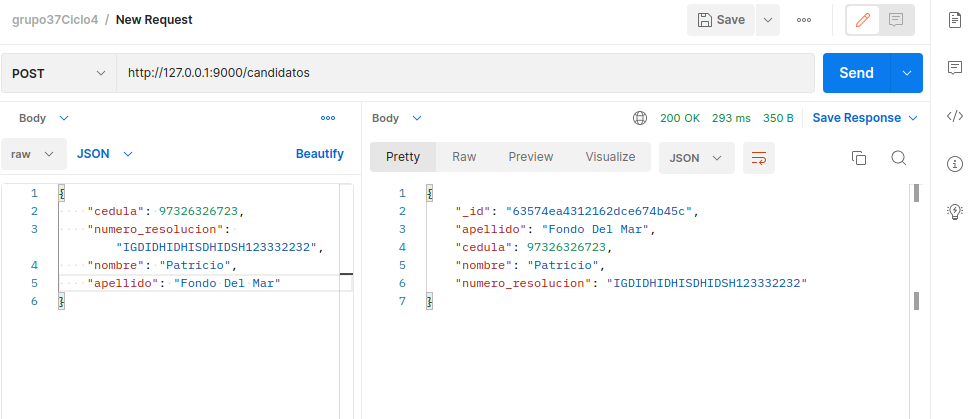 grupo37Ciclo4 / New Request
Save
POST
http://127.0.0.1:9000/candidatos
Send
Body
raw
JSON
Beautify
1 {
2 "cedula": 97326326723,
3 "numero_resolucion":
"IGDIDHIDHISDHIDSH123332232",
4 "nombre": "Patricio",
5 "apellido": "Fondo Del Mar"
6 }
Body
200 OK 293 ms 350 B Save Response
Pretty Raw Preview Visualize JSON
1 {
2 "_id": "63574ea4312162dce674b45c",
3 "apellido": "Fondo Del Mar",
4 "cedula": 97326326723,
5 "nombre": "Patricio",
6 "numero_resolucion": "IGDIDHIDHISDHIDSH123332232"
7 }